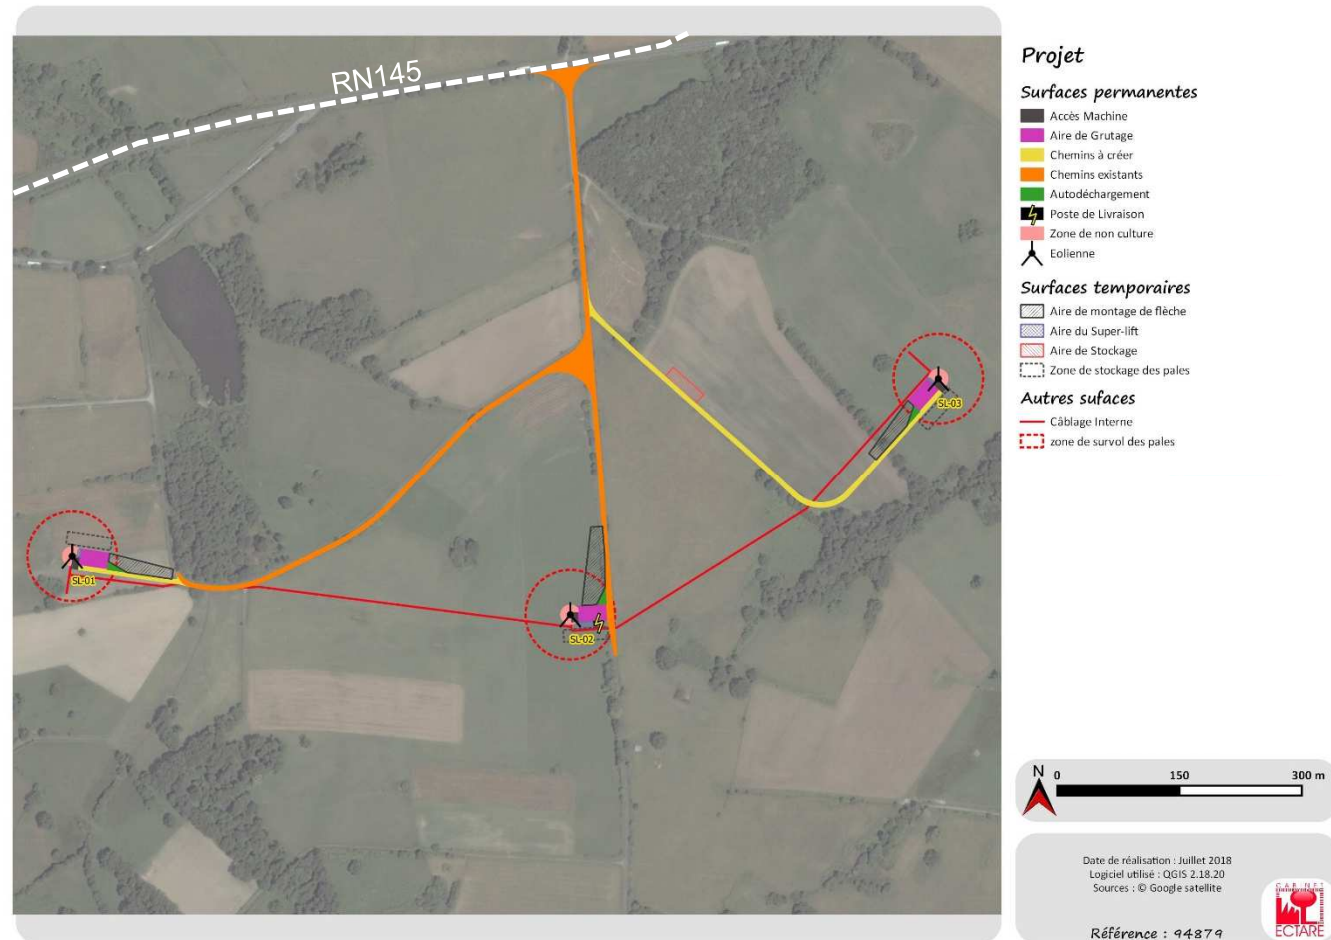 RN145
SL-01
SL-02
SL-03
Projet
Surfaces permanentes
Accès Machine
Aire de Grutage
Chemins à créer
Chemins existants
Autodéchargement
Poste de Livraison
Zone de non culture
Eolienne
Surfaces temporaires
Aire de montage de flèche
Aire du Super-lift
Aire de Stockage
Zone de stockage des pales
Autres sufaces
Câblage Interne
zone de survol des pales
N 0 150 300 m
Date de réalisation : Juillet 2018
Logiciel utilisé : QGIS 2.18.20
Sources : © Google satellite
Référence : 94879
CABINET
ECTARE